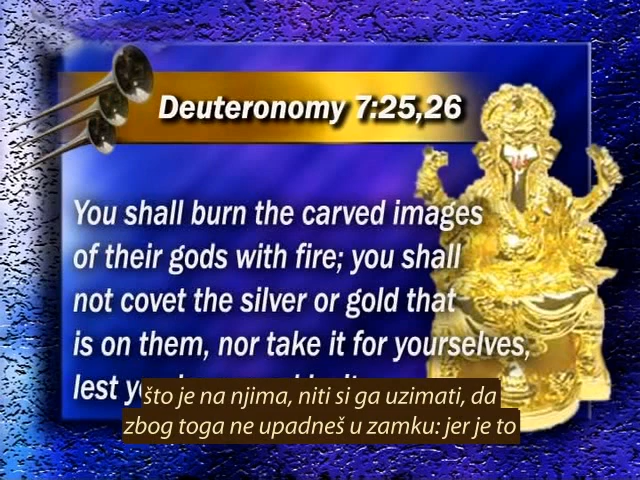 Deuteronomy 7:25,26
You shall burn the carved images
of their gods with fire; you shall
not covet the silver or gold that
is on them, nor take it for yourselves,
lest
što je na njima, niti si ga uzimati, da
zbog toga ne upadneš u zamku: jer je to